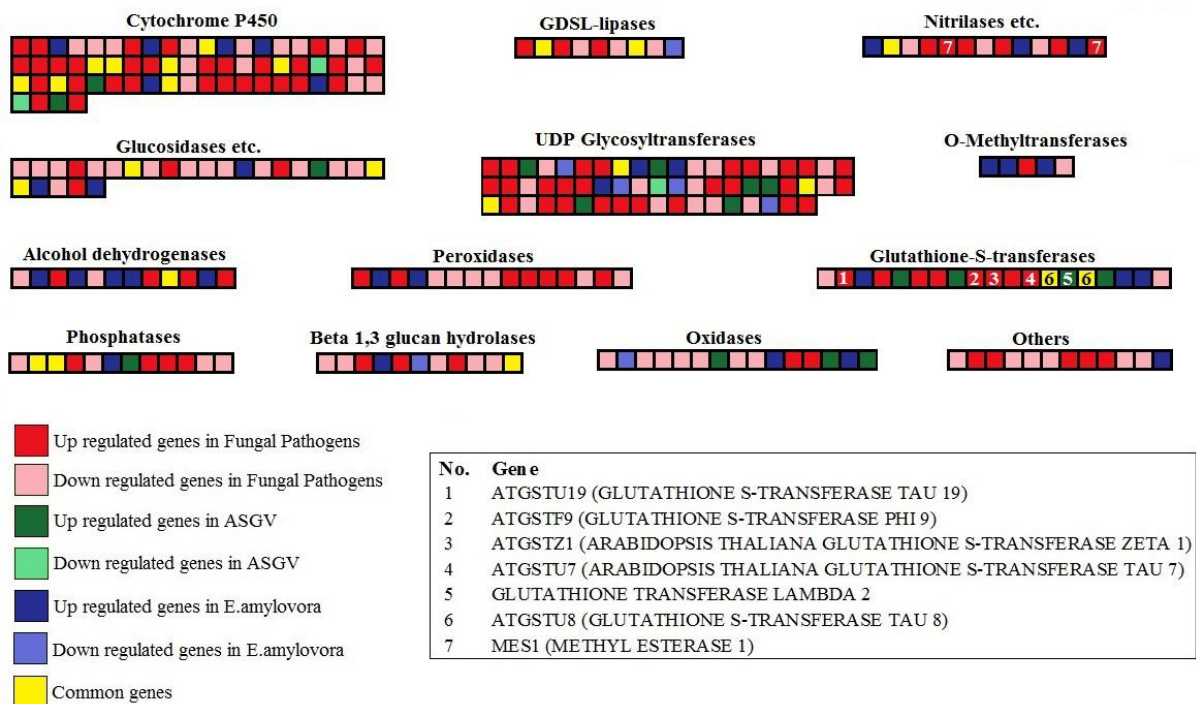 Cytochrome P450
GDSL-lipases
Nitrilases etc.
7 7
Glucosidases etc.
UDP Glycosyltransferases
O-Methyltransferases
Alcohol dehydrogenases
Peroxidases
Glutathione-S-transferases
1 2 3 4 6 5 6
Phosphatases
Beta 1,3 glucan hydrolases
Oxidases
Others
Up regulated genes in Fungal Pathogens
Down regulated genes in Fungal Pathogens
Up regulated genes in ASGV
Down regulated genes in ASGV
Up regulated genes in E.amylovora
Down regulated genes in E.amylovora
Common genes
No. Gene
1 ATGSTU19 (GLUTATHIONE S-TRANSFERASE TAU 19)
2 ATGSTF9 (GLUTATHIONE S-TRANSFERASE PHI 9)
3 ATGSTZ1 (ARABIDOPSIS THALIANA GLUTATHIONE S-TRANSFERASE ZETA 1)
4 ATGSTU7 (ARABIDOPSIS THALIANA GLUTATHIONE S-TRANSFERASE TAU 7)
5 GLUTATHIONE TRANSFERASE LAMBDA 2
6 ATGSTU8 (GLUTATHIONE S-TRANSFERASE TAU 8)
7 MES1 (METHYL ESTERASE 1)